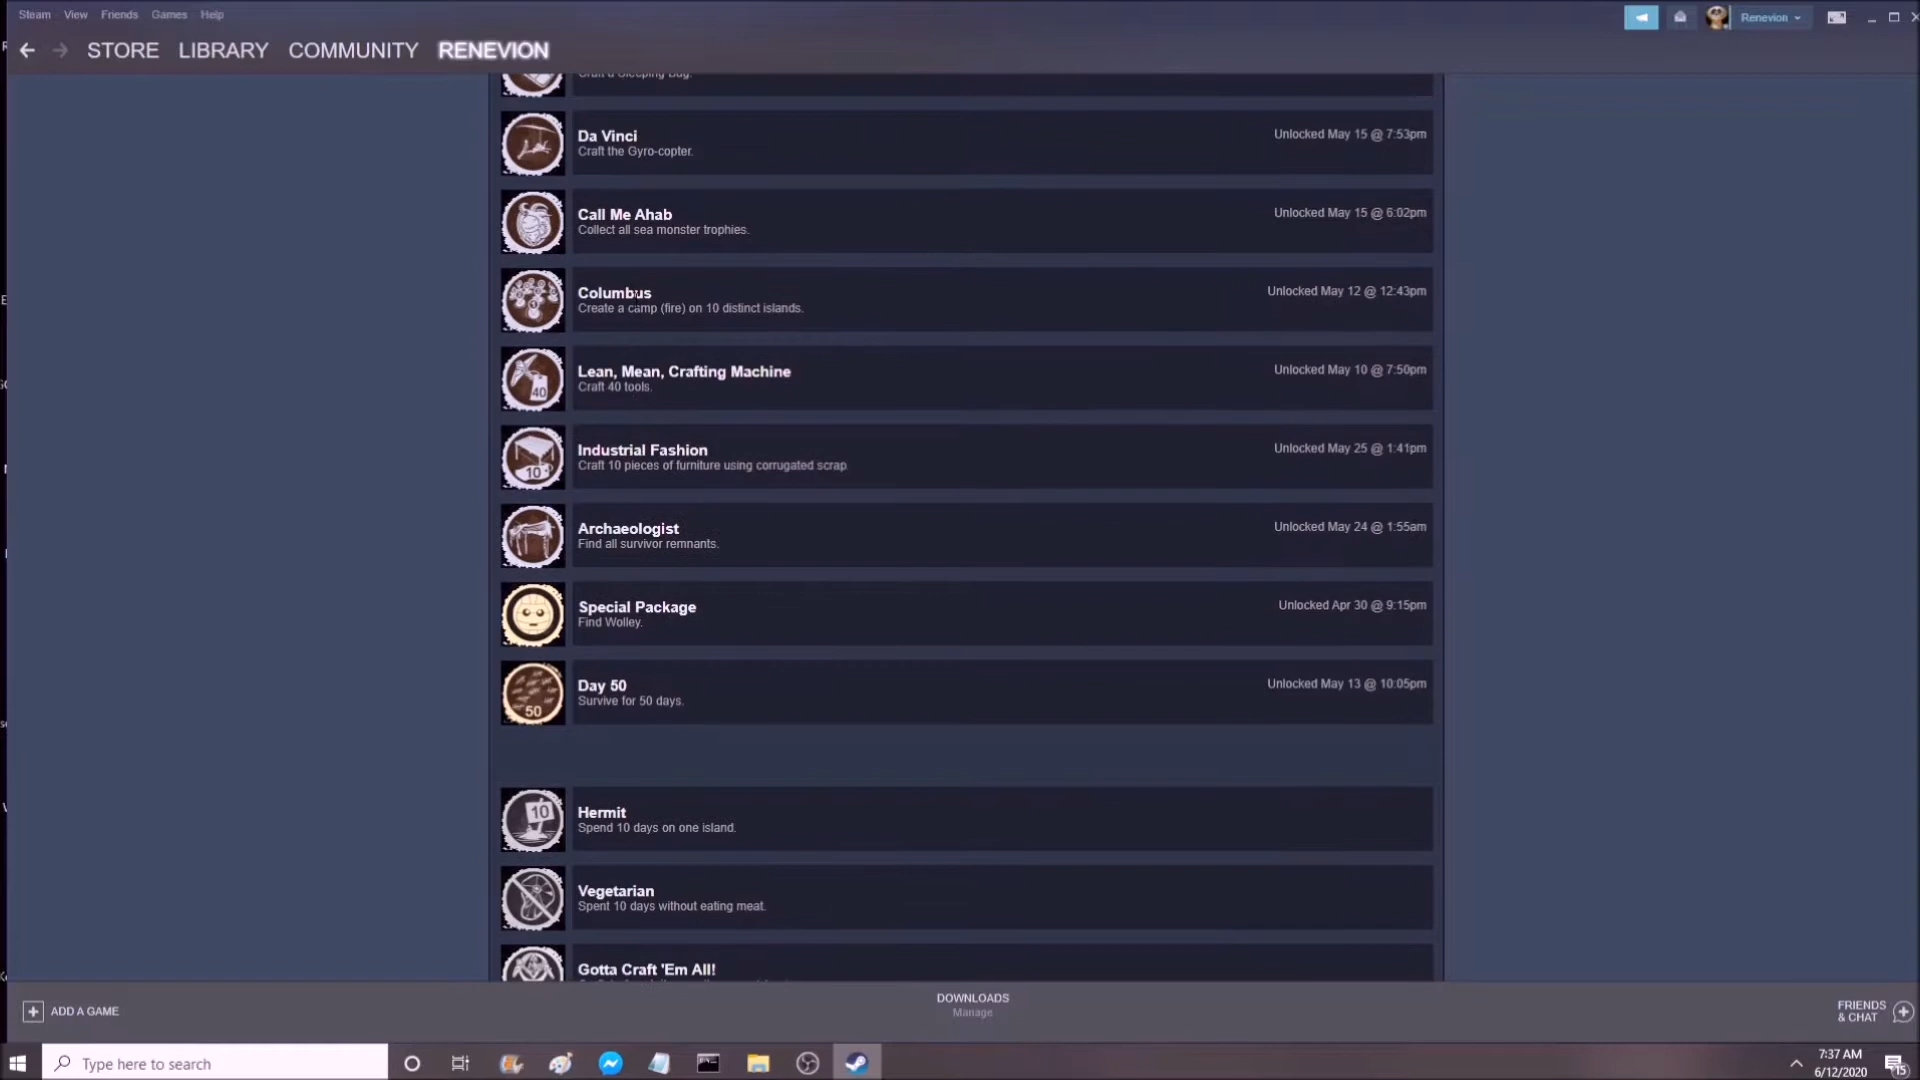 Steam View Friends Games Help
Renevion
STORE LIBRARY COMMUNITY RENEVION
Craft a Sleeping Bag.
Da Vinci
Craft the Gyro-copter.
Unlocked May 15 @ 7:53pm
Call Me Ahab
Collect all sea monster trophies.
Unlocked May 15 @ 6:02pm
Columbus
Create a camp (fire) on 10 distinct islands.
Unlocked May 12 @ 12:43pm
Lean, Mean, Crafting Machine
Craft 40 tools.
Unlocked May 10 @ 7:50pm
40
Industrial Fashion
Craft 10 pieces of furniture using corrugated scrap
Unlocked May 25 @ 1:41pm
10
Archaeologist
Find all survivor remnants.
Unlocked May 24 @ 1:55am
Special Package
Find Wolley.
Unlocked Apr 30 @ 9:15pm
Day 50
Survive for 50 days.
Unlocked May 13 @ 10:05pm
50
Hermit
Spend 10 days on one island.
10
Vegetarian
Spent 10 days without eating meat.
Gotta Craft 'Em All!
ADD A GAME
DOWNLOADS
Manage
FRIENDS
& CHAT
Type here to search
7:37 AM
6/12/2020
15